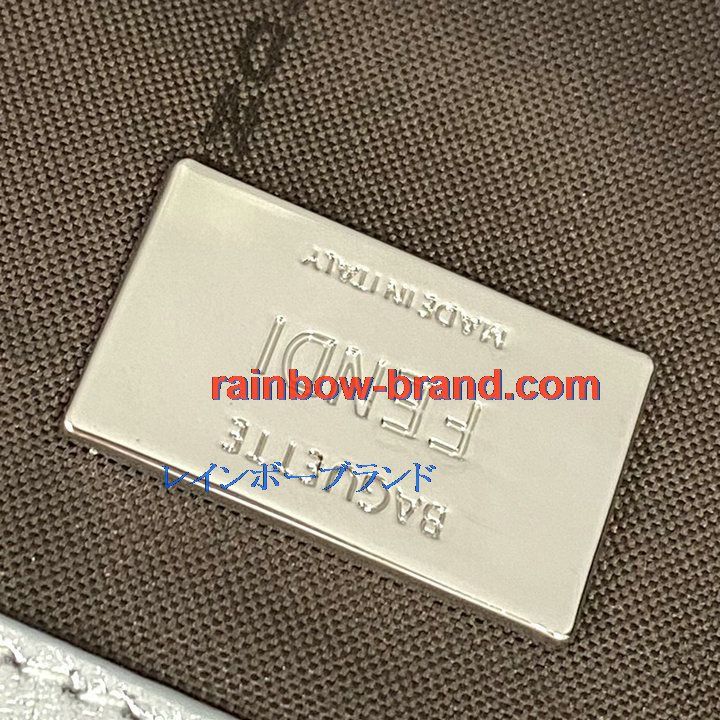 BAGUETTE
FENDI
MADE IN ITALY
rainbow-brand.com
レインボーブランド